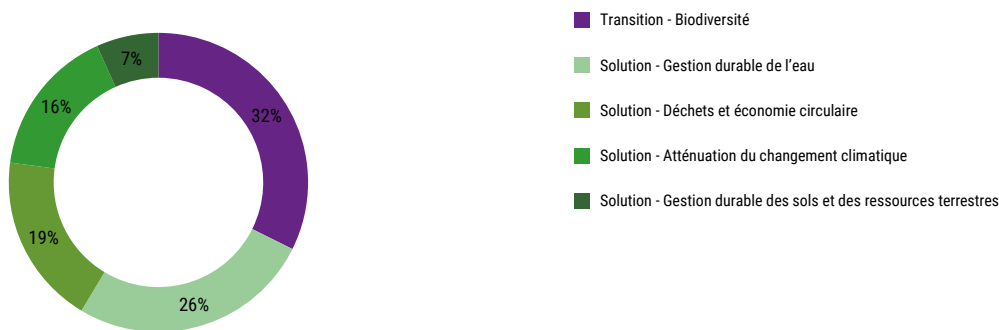 7%
16%
32%
19%
26%
Transition - Biodiversité
Solution - Gestion durable de l'eau
Solution - Déchets et économie circulaire
Solution - Atténuation du changement climatique
Solution - Gestion durable des sols et des ressources terrestres